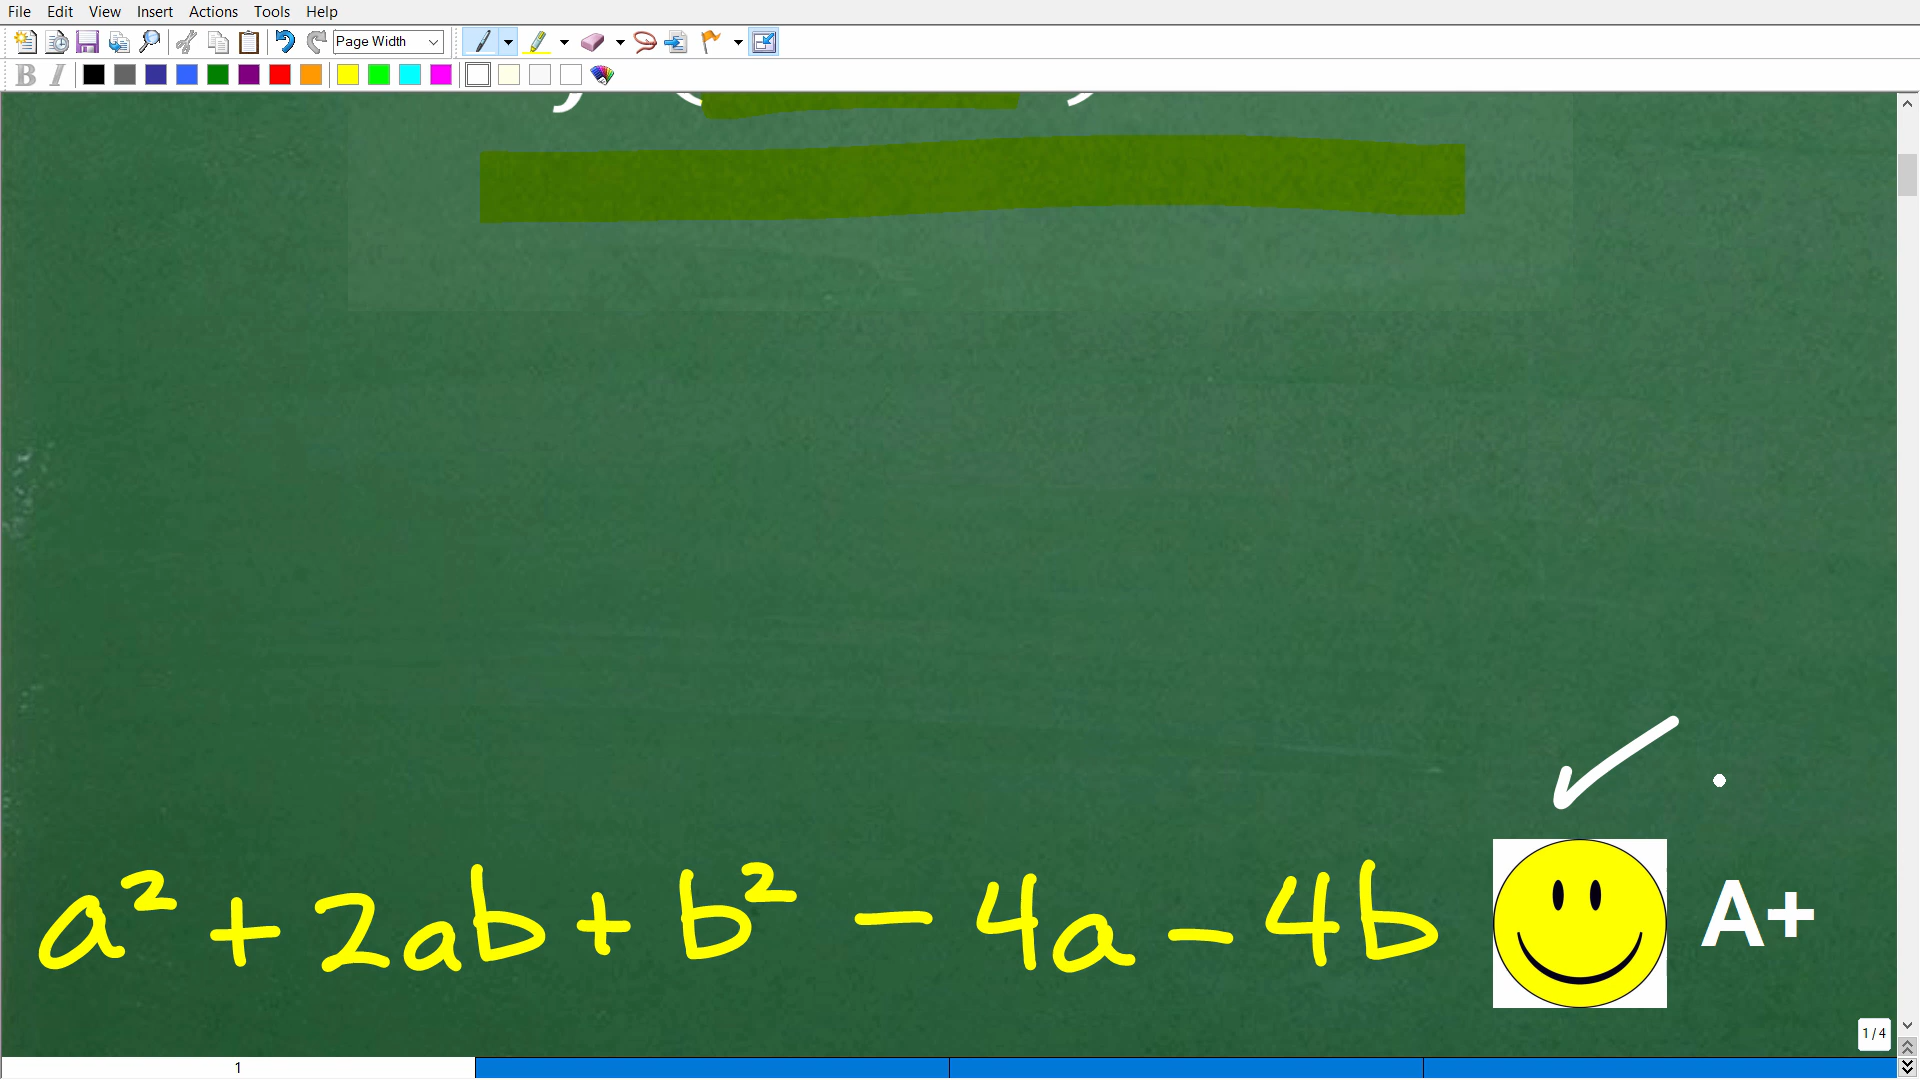 File Edit View Insert Actions Tools Help
Page Width
B I
a² + 2ab + b² - 4a - 4b A+
1 / 4
1